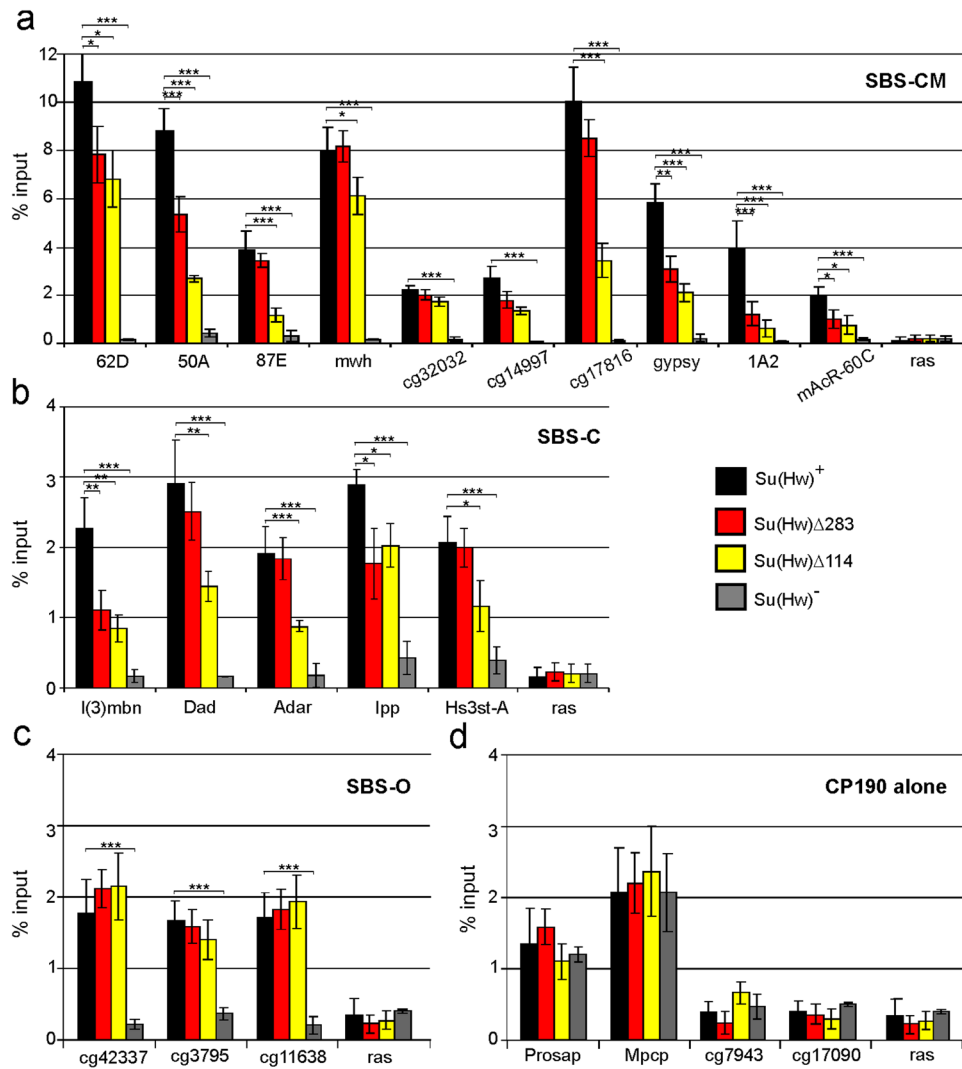 a
SBS-CM
% input
12
10
8
6
4
2
0
*** * *
*** *** ***
*** ***
*** *
***
***
*** ***
*** *** **
*** *** ***
*** * *
62D 50A 87E mwh cg32032 cg14997 cg17816 gypsy 1A2 mAcR-60C ras
b
SBS-C
% input
4
3
2
1
0
*** ** **
*** **
*** ***
*** * *
*** *
l(3)mbn Dad Adar Ipp Hs3st-A ras
Su(Hw)+
Su(Hw)Δ283
Su(Hw)Δ114
Su(Hw)-
c
SBS-O
% input
4
3
2
1
0
*** *** ***
cg42337 cg3795 cg11638 ras
d
CP190 alone
% input
4
3
2
1
0
Prosap Mpcp cg7943 cg17090 ras